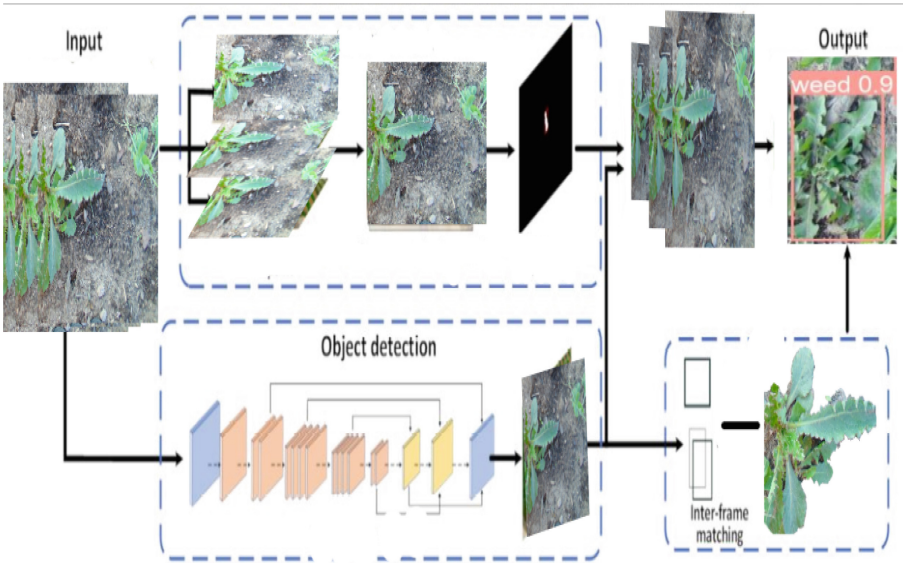 Input
Output
weed 0.9
Object detection
Inter-frame
matching